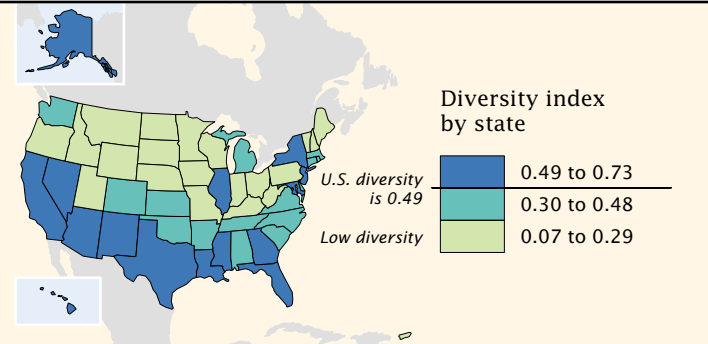 Diversity index
by state
U.S. diversity
is 0.49
0.49 to 0.73
0.30 to 0.48
Low diversity
0.07 to 0.29